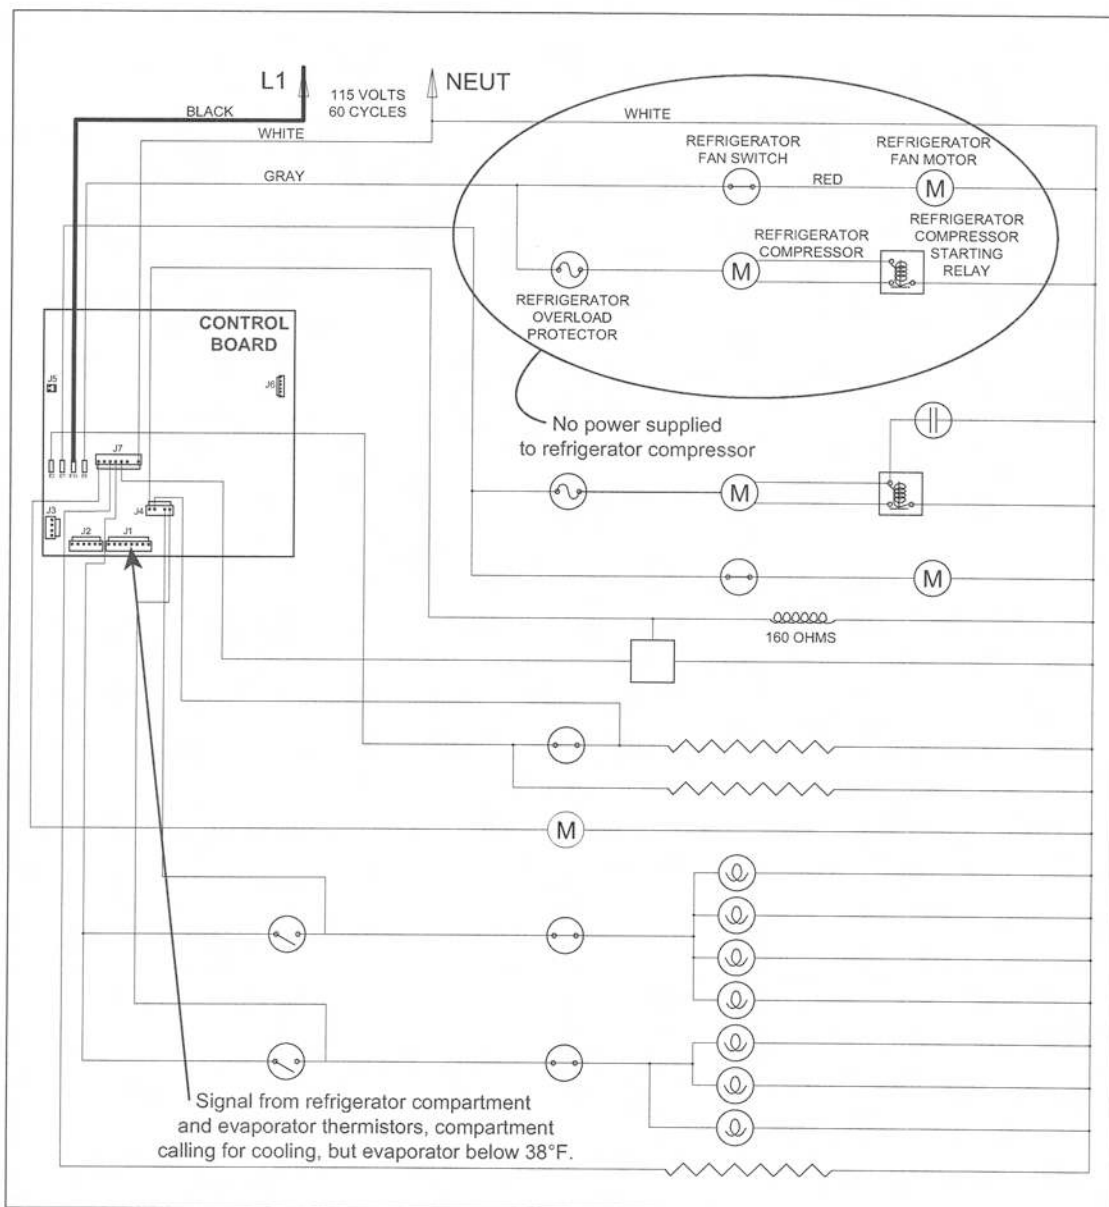 L1
115 VOLTS
60 CYCLES
NEUT
BLACK
WHITE
WHITE
GRAY
REFRIGERATOR
FAN SWITCH
RED
REFRIGERATOR
FAN MOTOR
M
REFRIGERATOR
OVERLOAD
PROTECTOR
M
REFRIGERATOR
COMPRESSOR
REFRIGERATOR
COMPRESSOR
STARTING
RELAY
CONTROL
BOARD
J5
J6
J7
J3
J4
J2
J1
No power supplied
to refrigerator compressor
M
M
160 OHMS
M
Signal from refrigerator compartment
and evaporator thermistors, compartment
calling for cooling, but evaporator below 38°F.